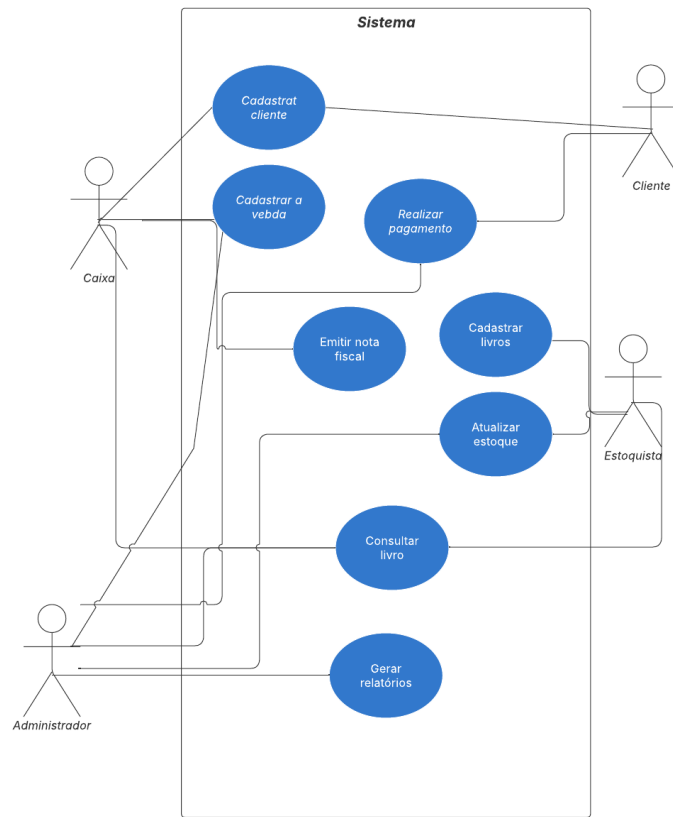 Sistema
Cadastrat
cliente
Cliente
Cadastrar a
vebda
Realizar
pagamento
Caixa
Emitir nota
fiscal
Cadastrar
livros
Atualizar
estoque
Estoquista
Consultar
livro
Gerar
relatórios
Administrador